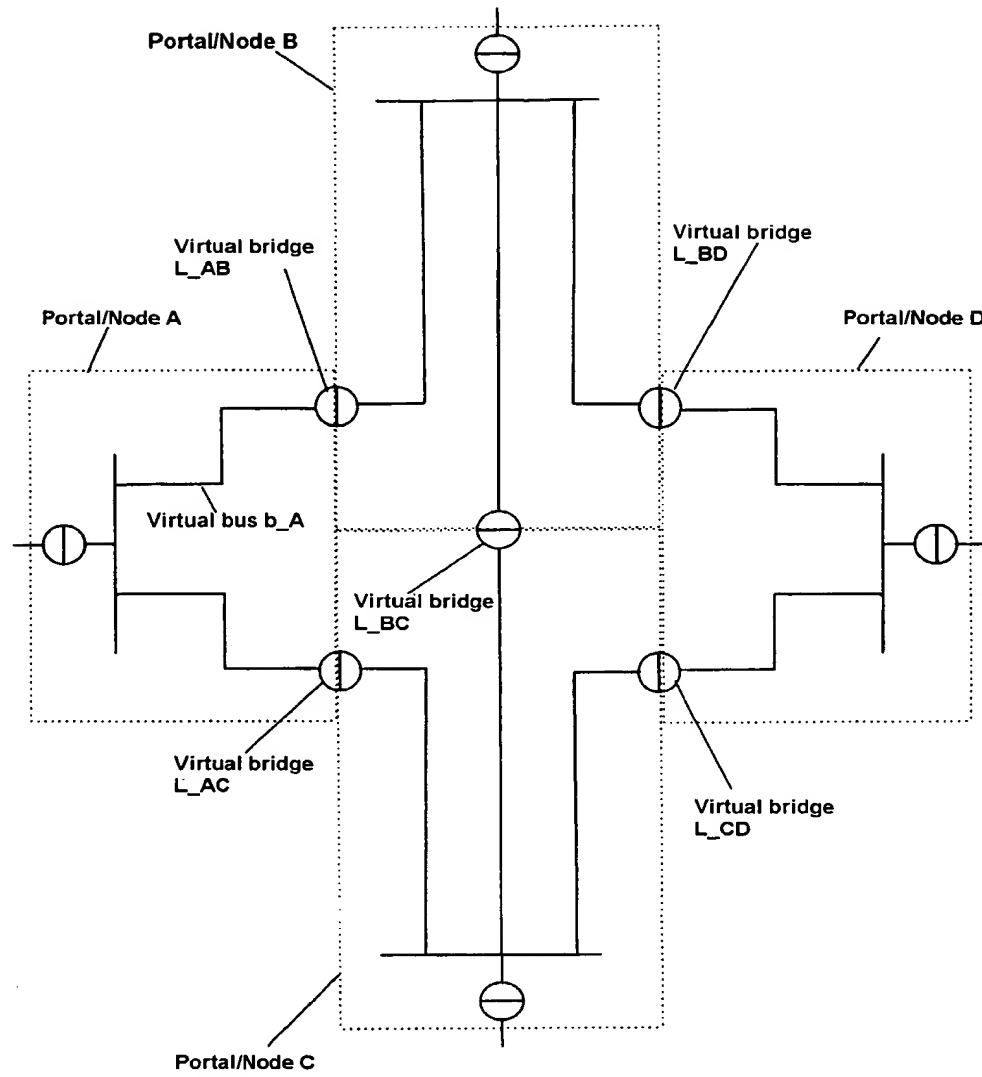 Portal/Node B
Virtual bridge
L_AB
Virtual bridge
L_BD
Portal/Node A
Portal/Node D
Virtual bus b_A
Virtual bridge
L_BC
Virtual bridge
L_AC
Virtual bridge
L_CD
Portal/Node C